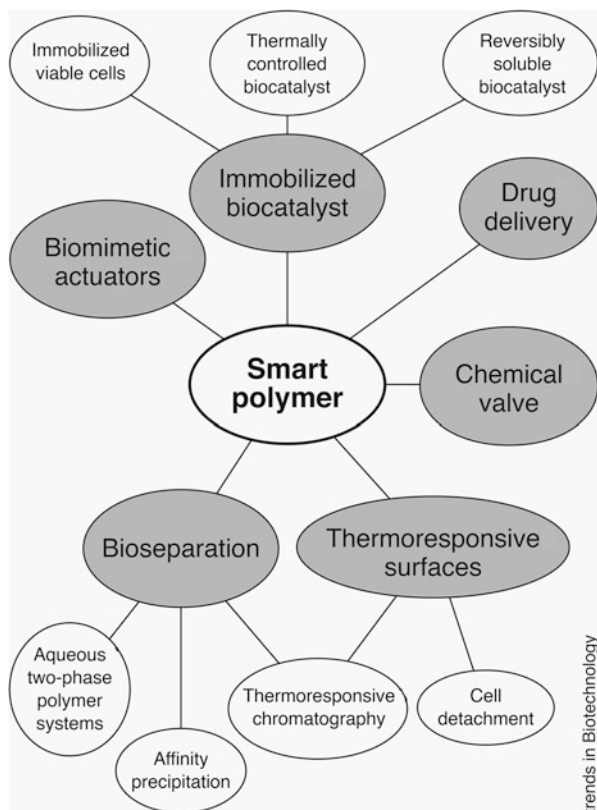 Immobilized
viable cells
Thermally
controlled
biocatalyst
Reversibly
soluble
biocatalyst
Immobilized
biocatalyst
Drug
delivery
Biomimetic
actuators
Smart
polymer
Chemical
valve
Bioseparation
Thermoresponsive
surfaces
Aqueous
two-phase
polymer
systems
Affinity
precipitation
Thermoresponsive
chromatography
Cell
detachment
trends in Biotechnology